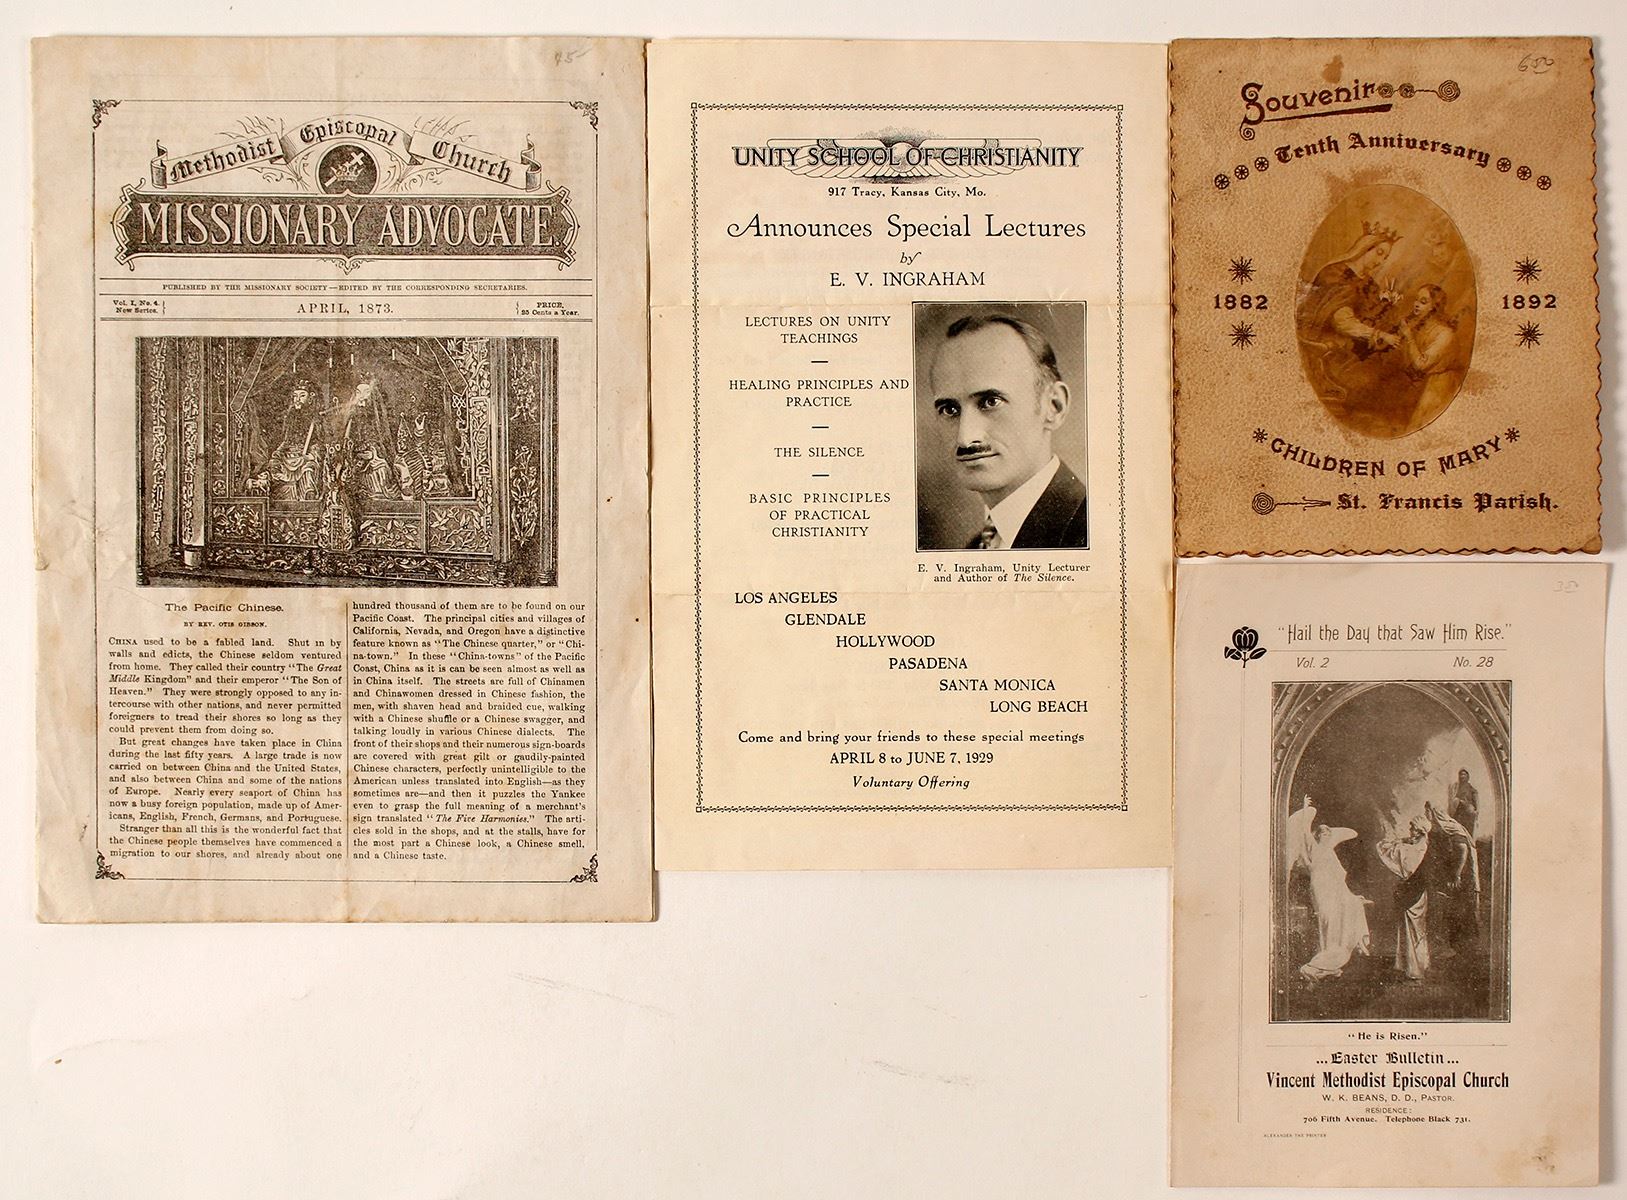 Methodist Episcopal Church
MISSIONARY ADVOCATE.
PUBLISHED BY THE MISSIONARY SOCIETY—EDITED BY THE CORRESPONDING SECRETARIES.
Vol. I, No. 4.
New Series.
APRIL, 1873.
PRICE,
25 Cents a Year.
The Pacific Chinese.
BY REV. OTIS GIBSON.
CHINA used to be a fabled land. Shut in by
walls and edicts, the Chinese seldom ventured
from home. They called their country "The Great
Middle Kingdom" and their emperor "The Son of
Heaven." They were strongly opposed to any in-
tercourse with other nations, and never permitted
foreigners to tread their shores so long as they
could prevent them from doing so.
But great changes have taken place in China
during the last fifty years. A large trade is now
carried on between China and the United States,
and also between China and some of the nations
of Europe. Nearly every seaport of China has
now a busy foreign population, made up of Amer-
icans, English, French, Germans, and Portuguese.
Stranger than all this is the wonderful fact that
the Chinese people themselves have commenced a
migration to our shores, and already about one
hundred thousand of them are to be found on our
Pacific Coast. The principal cities and villages of
California, Nevada, and Oregon have a distinctive
feature known as "The Chinese quarter," or "Chi-
na-town." In these "China-towns" of the Pacific
Coast, China as it is can be seen almost as well as
in China itself. The streets are full of Chinamen
and Chinawomen dressed in Chinese fashion, the
men, with shaven head and braided cue, walking
with a Chinese shuffle or a Chinese swagger, and
talking loudly in various Chinese dialects. The
front of their shops and their numerous sign-boards
are covered with great gilt or gaudily-painted
Chinese characters, perfectly unintelligible to the
American unless translated into English—as they
sometimes are—and then it puzzles the Yankee
even to grasp the full meaning of a merchant's
sign translated "The Five Harmonies." The arti-
cles sold in the shops, and at the stalls, have for
the most part a Chinese look, a Chinese smell,
and a Chinese taste.
UNITY SCHOOL OF CHRISTIANITY
917 Tracy, Kansas City, Mo.
Announces Special Lectures
by
E. V. INGRAHAM
LECTURES ON UNITY
TEACHINGS
—
HEALING PRINCIPLES AND
PRACTICE
—
THE SILENCE
—
BASIC PRINCIPLES
OF PRACTICAL
CHRISTIANITY
E. V. Ingraham, Unity Lecturer
and Author of The Silence.
LOS ANGELES
GLENDALE
HOLLYWOOD
PASADENA
SANTA MONICA
LONG BEACH
Come and bring your friends to these special meetings
APRIL 8 to JUNE 7, 1929
Voluntary Offering
650
Souvenir
Tenth Anniversary
1882 1892
CHILDREN OF MARY
St. Francis Parish.
350
"Hail the Day that Saw Him Rise."
Vol. 2 No. 28
"He is Risen."
...Easter Bulletin...
Vincent Methodist Episcopal Church
W. K. BEANS, D. D., PASTOR.
RESIDENCE:
706 Fifth Avenue. Telephone Black 731.
ALEXANDER THE PRINTER